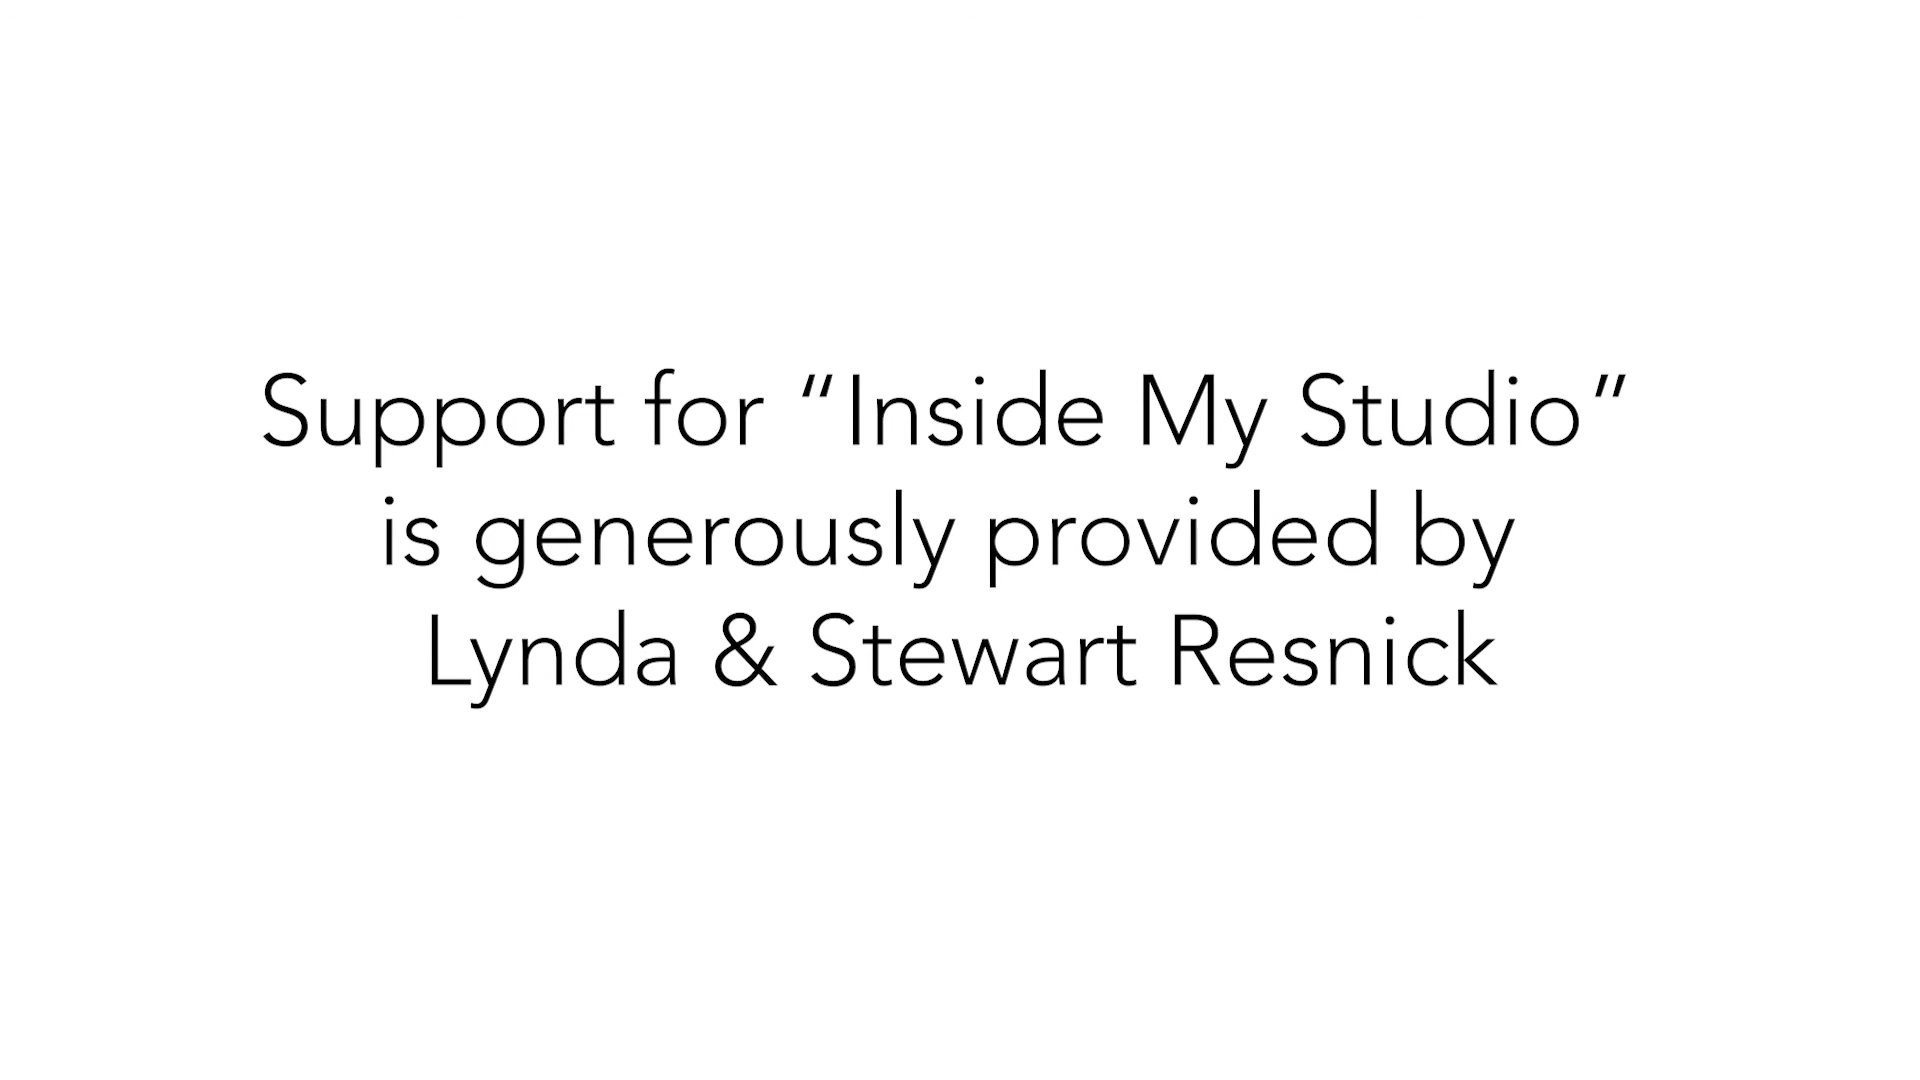 Support for “Inside My Studio”
is generously provided by
Lynda & Stewart Resnick